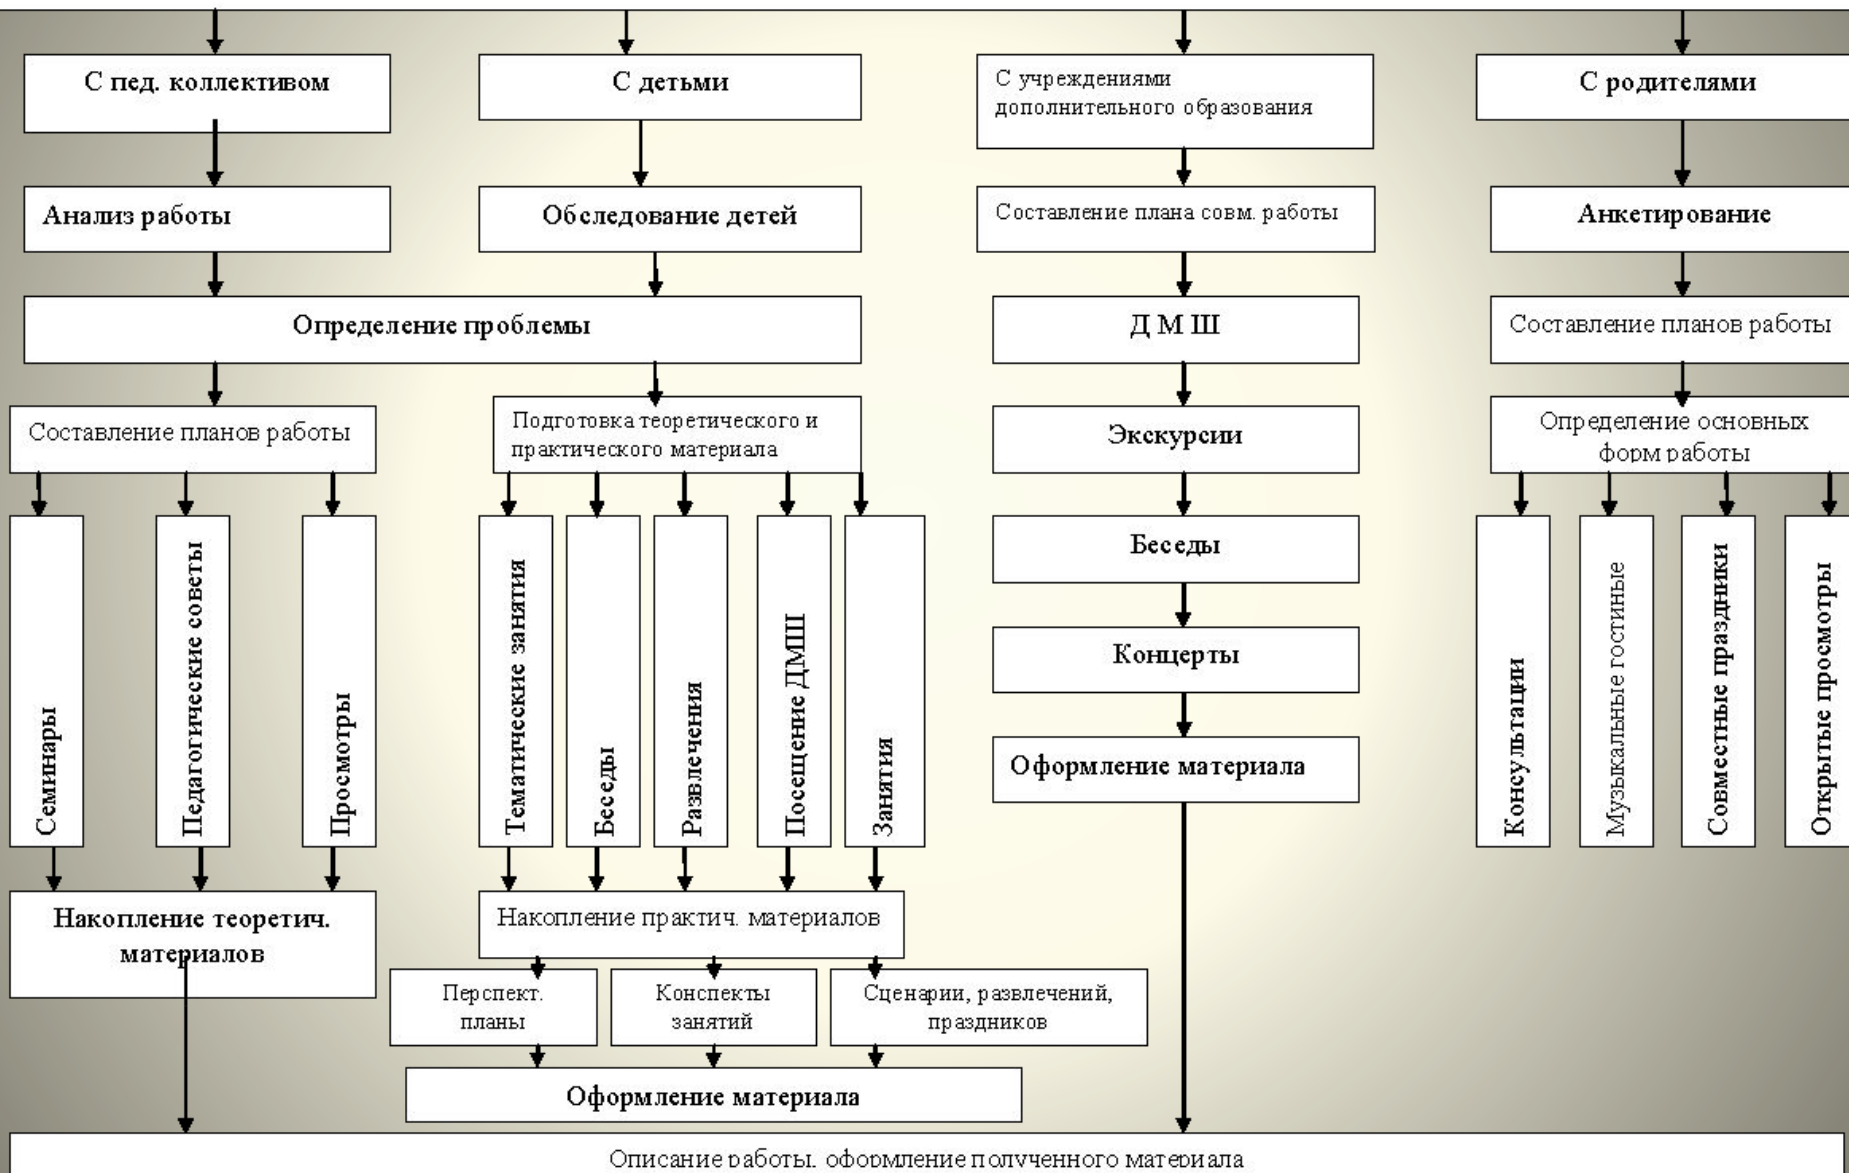 С пед. коллективом
С детьми
С учреждениями
дополнительного образования
С родителями
Анализ работы
Обследование детей
Составление плана совм. работы
Анкетирование
Определение проблемы
Д М Ш
Составление планов работы
Составление планов работы
Подготовка теоретического и
практического материала
Экскурсии
Определение основных
форм работы
Семинары
Педагогические советы
Просмотры
Тематические занятия
Беседы
Развлечения
Посещение ДМШ
Занятия
Беседы
Концерты
Оформление материала
Консультации
Музыкальные гостиные
Совместные праздники
Открытые просмотры
Накопление теоретич.
материалов
Накопление практич. материалов
Перспект.
планы
Конспекты
занятий
Сценарии, развлечений,
праздников
Оформление материала
Описание работы, оформление полученного материала